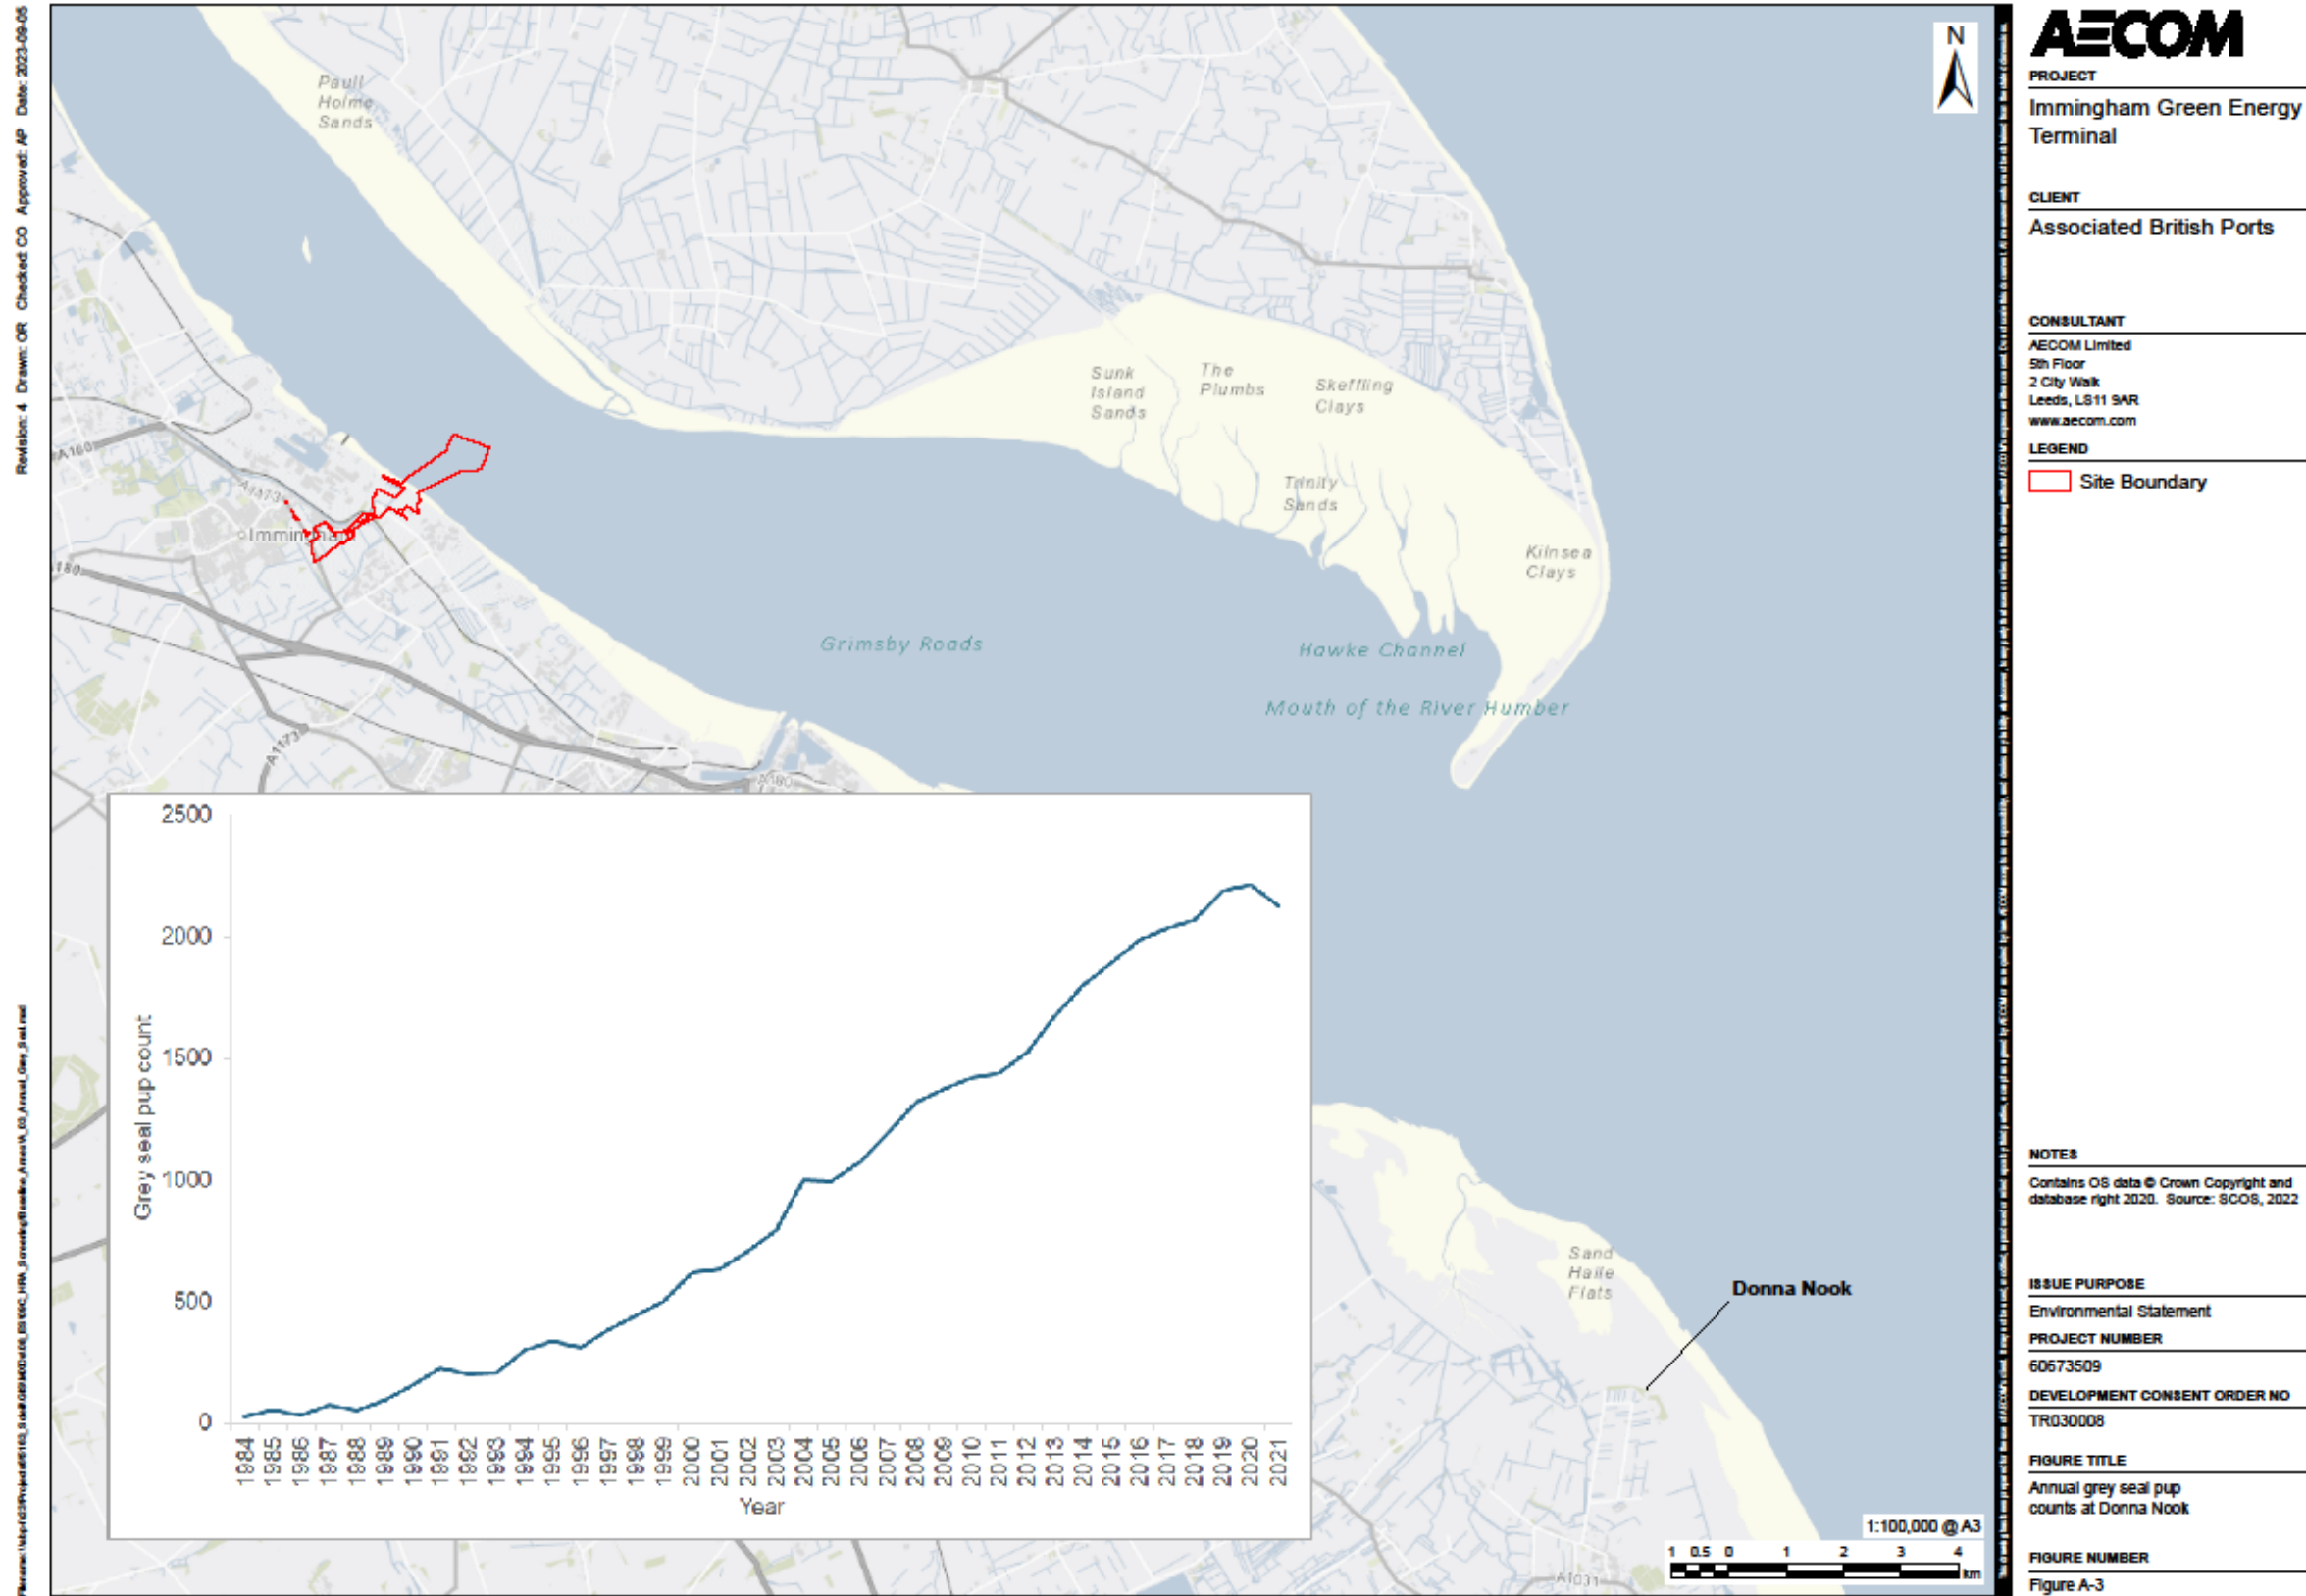 Revision: 4 Drawn: OR Checked: CO Approved: AP Date: 2023-09-05
Paull
Holme
Sands
N
A160
A1173
Immingham
180
A1173
A180
Sunk
Island
Sands
The
Plumbs
Skeffling
Clays
Trinity
Sands
Kilnsea
Clays
Grimsby Roads
Hawke Channel
Mouth of the River Humber
2500
2000
1500
1000
500
0
Grey seal pup count
1984
1985
1986
1987
1988
1989
1990
1991
1992
1993
1994
1995
1996
1997
1998
1999
2000
2001
2002
2003
2004
2005
2006
2007
2008
2009
2010
2011
2012
2013
2014
2015
2016
2017
2018
2019
2020
2021
Year
Sand
Haile
Flats
Donna Nook
A1031
1:100,000 @ A3
1 0.5 0 1 2 3 4
km
AECOM
PROJECT
Immingham Green Energy
Terminal
CLIENT
Associated British Ports
CONSULTANT
AECOM Limited
5th Floor
2 City Walk
Leeds, LS11 9AR
www.aecom.com
LEGEND
Site Boundary
NOTES
Contains OS data © Crown Copyright and
database right 2020. Source: SCOS, 2022
ISSUE PURPOSE
Environmental Statement
PROJECT NUMBER
60673509
DEVELOPMENT CONSENT ORDER NO
TR030008
FIGURE TITLE
Annual grey seal pup
counts at Donna Nook
FIGURE NUMBER
Figure A-3